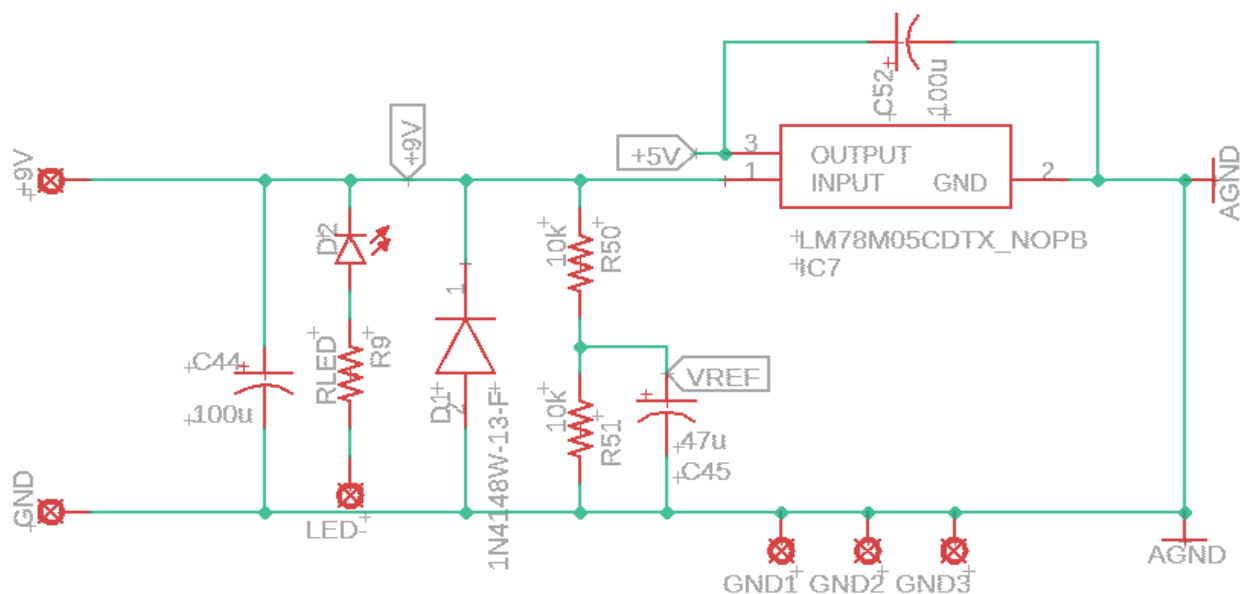 C52
100u
+9V
+9V
+5V
3
1
OUTPUT
INPUT
GND
2
AGND
LM78M05CDTX_NOPB
IC7
D2
10k
R50
1
C44
100u
RLED
R9
VREF
D1
2
1N4148W-13-F
10k
R51
47u
C45
GND
LED-
GND1
GND2
GND3
AGND